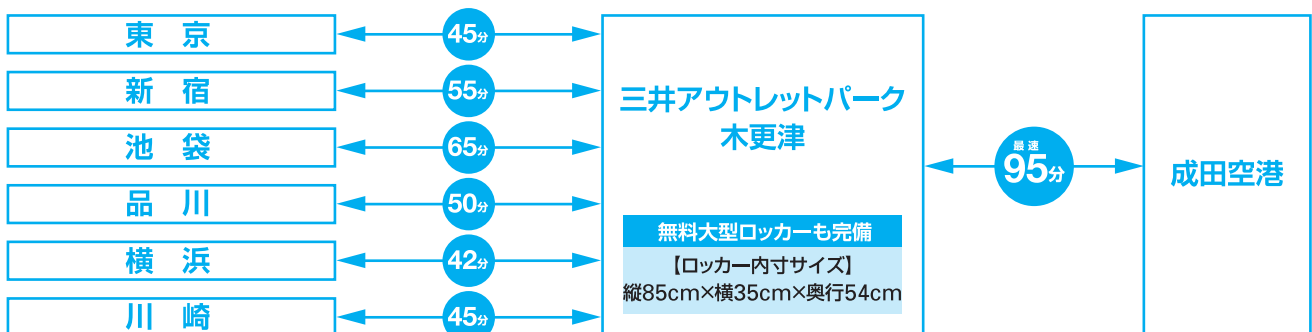 東 京
45分
新 宿
55分
池 袋
65分
品 川
50分
横 浜
42分
川 崎
45分
三井アウトレットパーク
木更津
無料大型ロッカーも完備
【ロッカー内寸サイズ】
縦85cm×横35cm×奥行54cm
最速
95分
成田空港